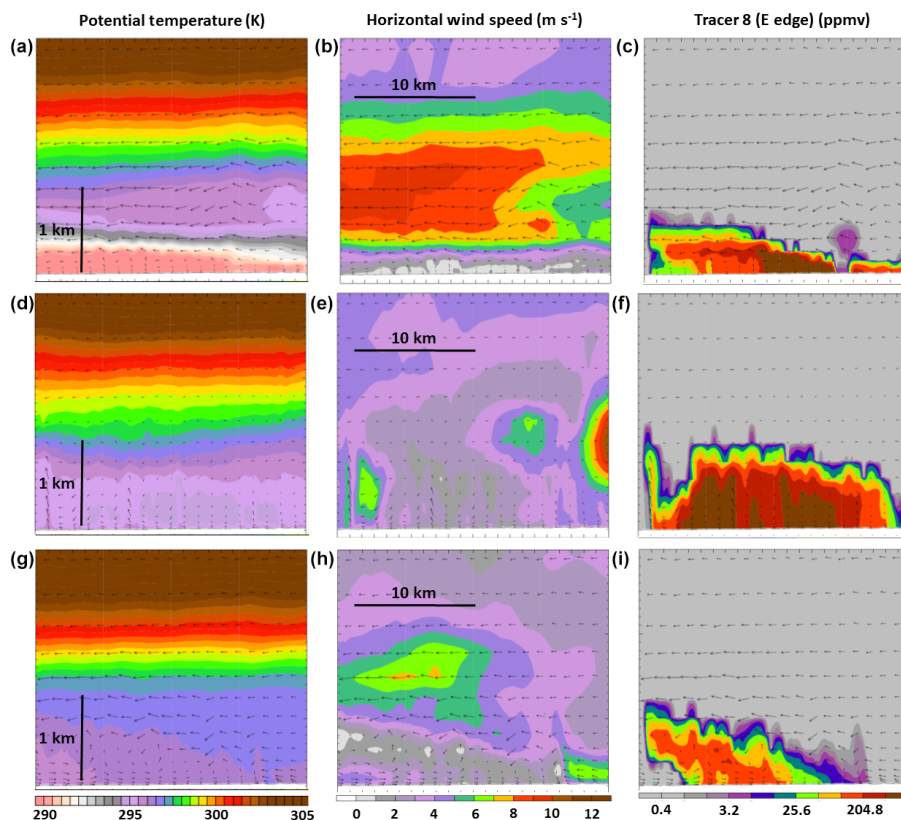 Potential temperature (K) Horizontal wind speed (m s⁻¹) Tracer 8 (E edge) (ppmv)
(a) (b) (c)
10 km
1 km
(d) (e) (f)
10 km
1 km
(g) (h) (i)
10 km
1 km
290 295 300 305 0 2 4 6 8 10 12 0.4 3.2 25.6 204.8